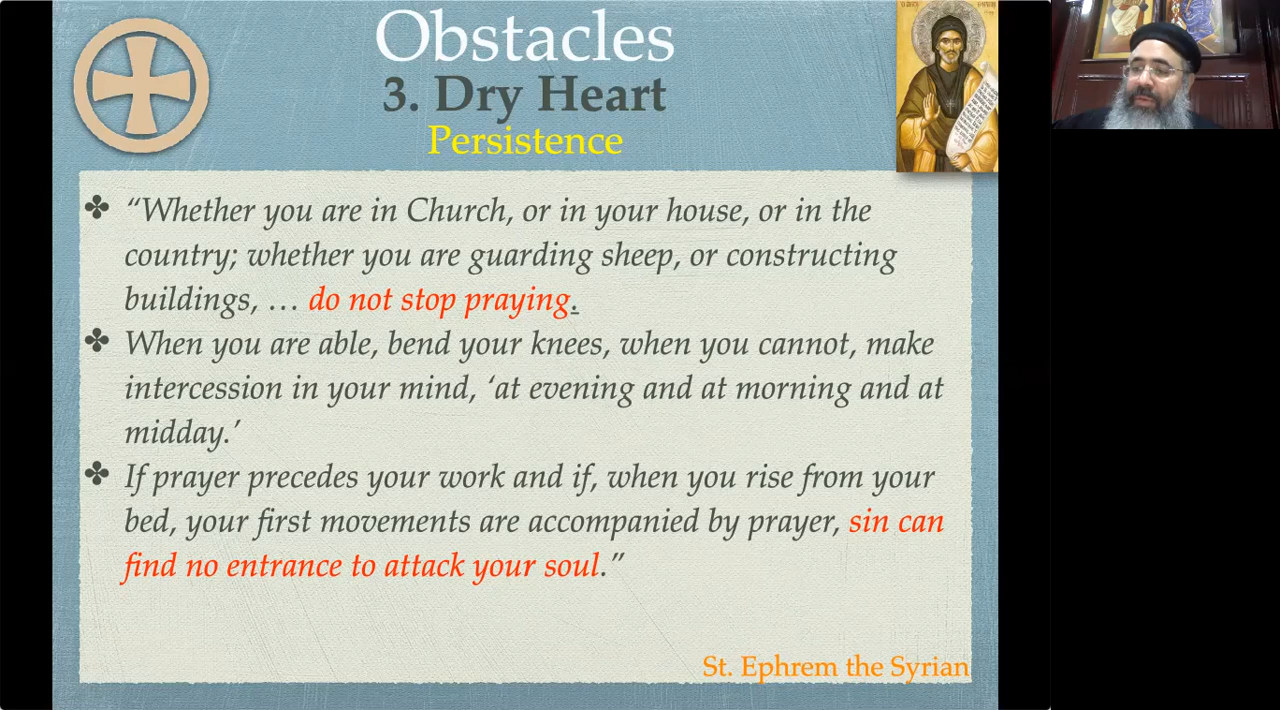 Obstacles
3. Dry Heart
Persistence
“Whether you are in Church, or in your house, or in the
country; whether you are guarding sheep, or constructing
buildings, … do not stop praying.
When you are able, bend your knees, when you cannot, make
intercession in your mind, ‘at evening and at morning and at
midday.’
If prayer precedes your work and if, when you rise from your
bed, your first movements are accompanied by prayer, sin can
find no entrance to attack your soul.”
St. Ephrem the Syrian